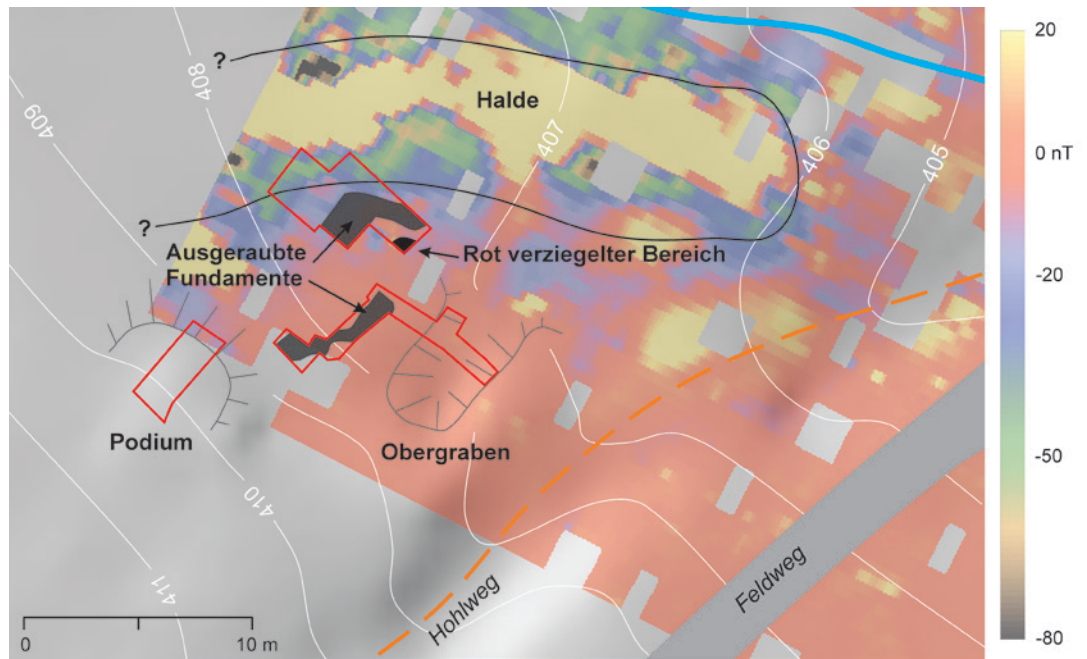 20
0 nT
-20
-50
-80
?
Halde
409
408
407
406
405
?
Ausgeraubte
Fundamente
Rot verziegelter Bereich
Podium
Obergraben
410
411
Hohlweg
Feldweg
0
10 m